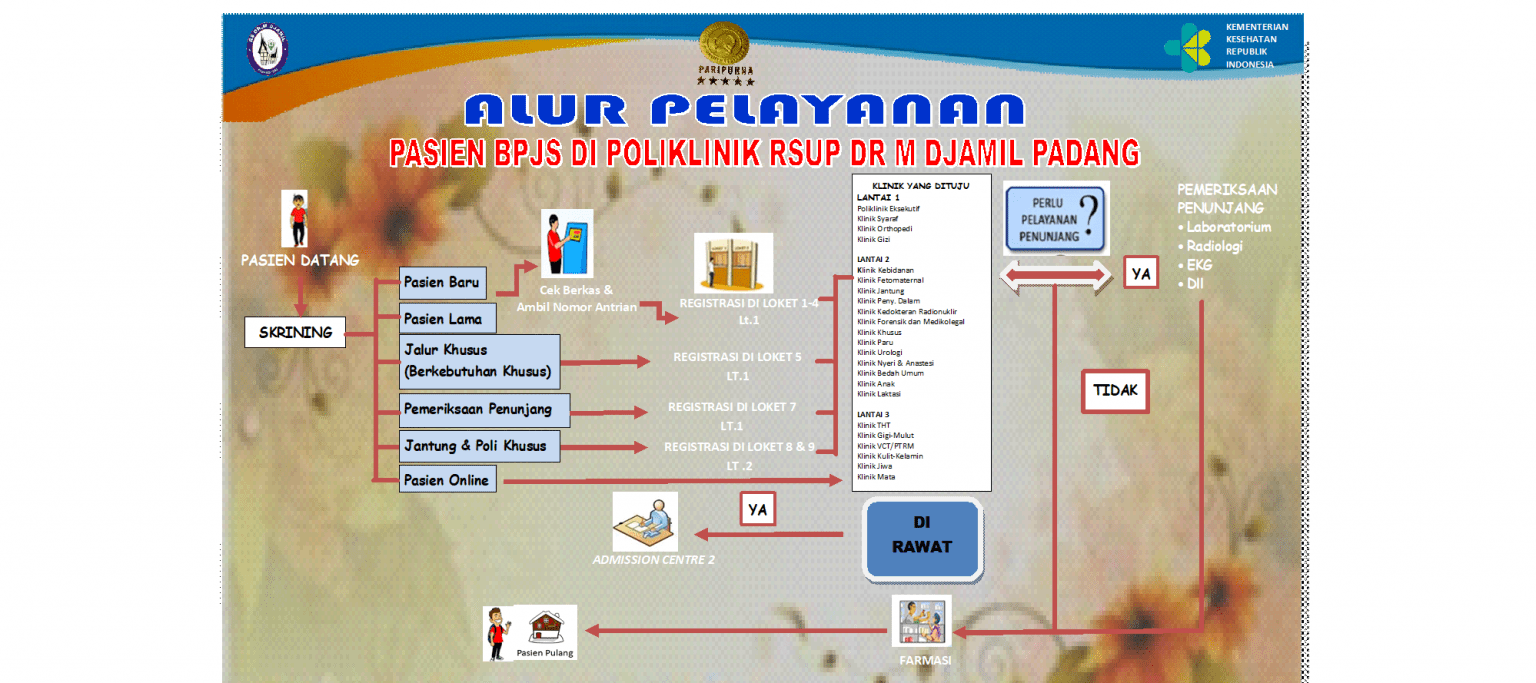 RS Dr.M DJAMIL
PARIPURNA
KEMENTERIAN
KESEHATAN
REPUBLIK
INDONESIA
ALUR PELAYANAN
PASIEN BPJS DI POLIKLINIK RSUP DR M DJAMIL PADANG
PASIEN DATANG
SKRINING
Pasien Baru
Pasien Lama
Jalur Khusus
(Berkebutuhan Khusus)
Pemeriksaan Penunjang
Jantung & Poli Khusus
Pasien Online
Cek Berkas &
Ambil Nomor Antrian
REGISTRASI DI LOKET 1-4
Lt.1
REGISTRASI DI LOKET 5
LT.1
REGISTRASI DI LOKET 7
LT.1
REGISTRASI DI LOKET 8 & 9
LT .2
KLINIK YANG DITUJU
LANTAI 1
Poliklinik Eksekutif
Klinik Syaraf
Klinik Orthopedi
Klinik Gizi
LANTAI 2
Klinik Kebidanan
Klinik Fetomaternal
Klinik Jantung
Klinik Peny. Dalam
Klinik Kedokteran Radionuklir
Klinik Forensik dan Medikolegal
Klinik Khusus
Klinik Paru
Klinik Urologi
Klinik Nyeri & Anastesi
Klinik Bedah Umum
Klinik Anak
Klinik Laktasi
LANTAI 3
Klinik THT
Klinik Gigi-Mulut
Klinik VCT/PTRM
Klinik Kulit-Kelamin
Klinik Jiwa
Klinik Mata
PERLU
PELAYANAN
PENUNJANG
?
YA
TIDAK
PEMERIKSAAN
PENUNJANG
• Laboratorium
• Radiologi
• EKG
• Dll
DI
RAWAT
YA
ADMISSION CENTRE 2
FARMASI
Pasien Pulang